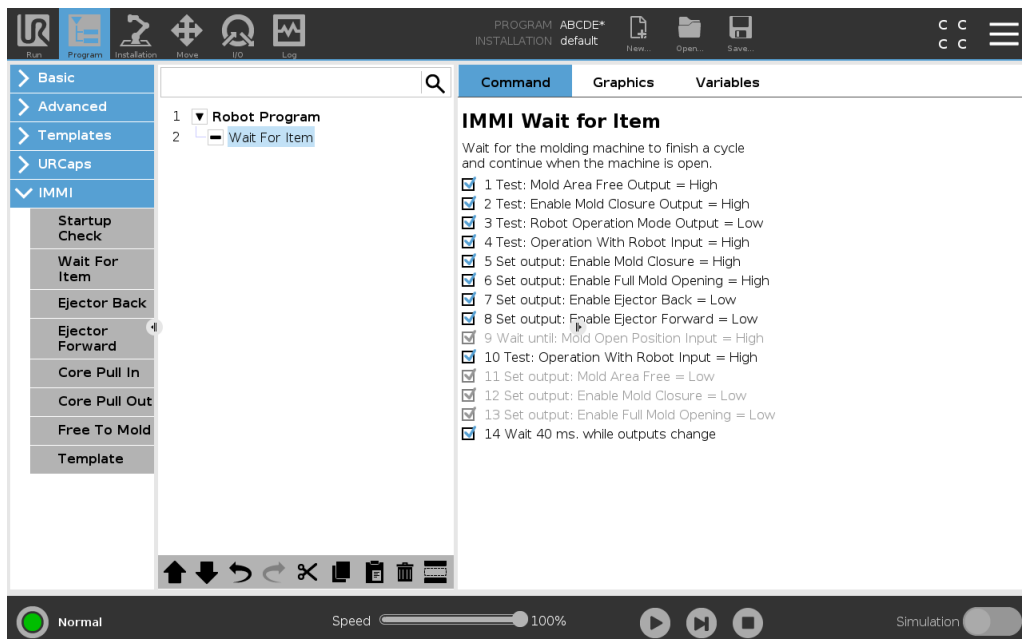 UR
PROGRAM ABCDE*
INSTALLATION default
Run Program Installation Move I/O Log New... Open... Save...
C C
C C
Basic
Advanced
Templates
URCaps
IMMI
Startup
Check
Wait For
Item
Ejector Back
Ejector
Forward
Core Pull In
Core Pull Out
Free To Mold
Template
1 Robot Program
2 Wait For Item
Command Graphics Variables
IMMI Wait for Item
Wait for the molding machine to finish a cycle
and continue when the machine is open.
1 Test: Mold Area Free Output = High
2 Test: Enable Mold Closure Output = High
3 Test: Robot Operation Mode Output = Low
4 Test: Operation With Robot Input = High
5 Set output: Enable Mold Closure = High
6 Set output: Enable Full Mold Opening = High
7 Set output: Enable Ejector Back = Low
8 Set output: Enable Ejector Forward = Low
9 Wait until: Mold Open Position Input = High
10 Test: Operation With Robot Input = High
11 Set output: Mold Area Free = Low
12 Set output: Enable Mold Closure = Low
13 Set output: Enable Full Mold Opening = Low
14 Wait 40 ms. while outputs change
Normal
Speed 100%
Simulation